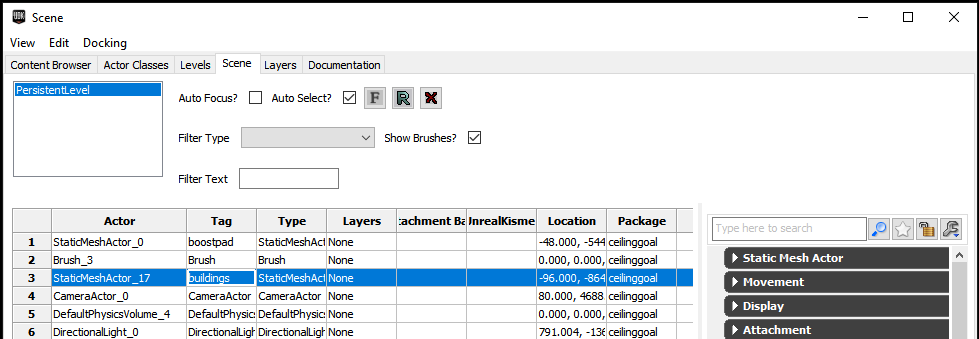 UDK Scene
View Edit Docking
Content Browser Actor Classes Levels Scene Layers Documentation
PersistentLevel
Auto Focus? Auto Select? F R X
Filter Type Show Brushes?
Filter Text
Actor Tag Type Layers tachment Ba UnrealKisme Location Package
1 StaticMeshActor_0 boostpad StaticMeshAct None -48.000, -544 ceilinggoal
2 Brush_3 Brush Brush None 0.000, 0.000, ceilinggoal
3 StaticMeshActor_17 buildings StaticMeshAct None -96.000, -864 ceilinggoal
4 CameraActor_0 CameraActor CameraActor None 80.000, 4688 ceilinggoal
5 DefaultPhysicsVolume_4 DefaultPhysics DefaultPhysics None 0.000, 0.000, ceilinggoal
6 DirectionalLight_0 DirectionalLigh DirectionalLigh None 791.004, -136 ceilinggoal
Type here to search
Static Mesh Actor
Movement
Display
Attachment